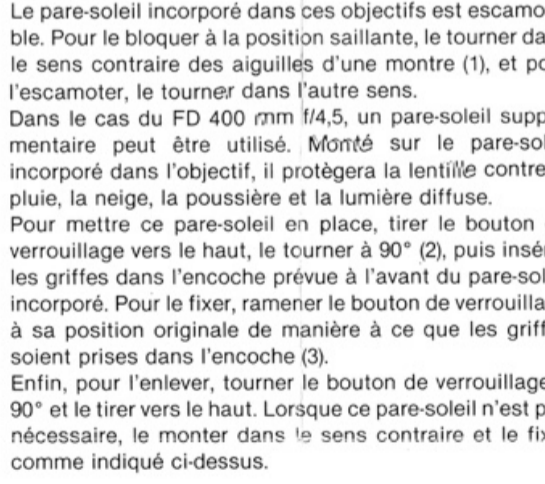 Le pare-soleil incorporé dans ces objectifs est escamo
ble. Pour le bloquer à la position saillante, le tourner da
le sens contraire des aiguilles d'une montre (1), et po
l'escamoter, le tourner dans l'autre sens.
Dans le cas du FD 400 mm f/4,5, un pare-soleil supp
mentaire peut être utilisé. Monté sur le pare-sol
incorporé dans l'objectif, il protègera la lentille contre
pluie, la neige, la poussière et la lumière diffuse.
Pour mettre ce pare-soleil en place, tirer le bouton
verrouillage vers le haut, le tourner à 90° (2), puis insé
les griffes dans l'encoche prévue à l'avant du pare-sol
incorporé. Pour le fixer, ramener le bouton de verrouilla
à sa position originale de manière à ce que les griff
soient prises dans l'encoche (3).
Enfin, pour l'enlever, tourner le bouton de verrouillage
90° et le tirer vers le haut. Lorsque ce pare-soleil n'est p
nécessaire, le monter dans le sens contraire et le fix
comme indiqué ci-dessus.